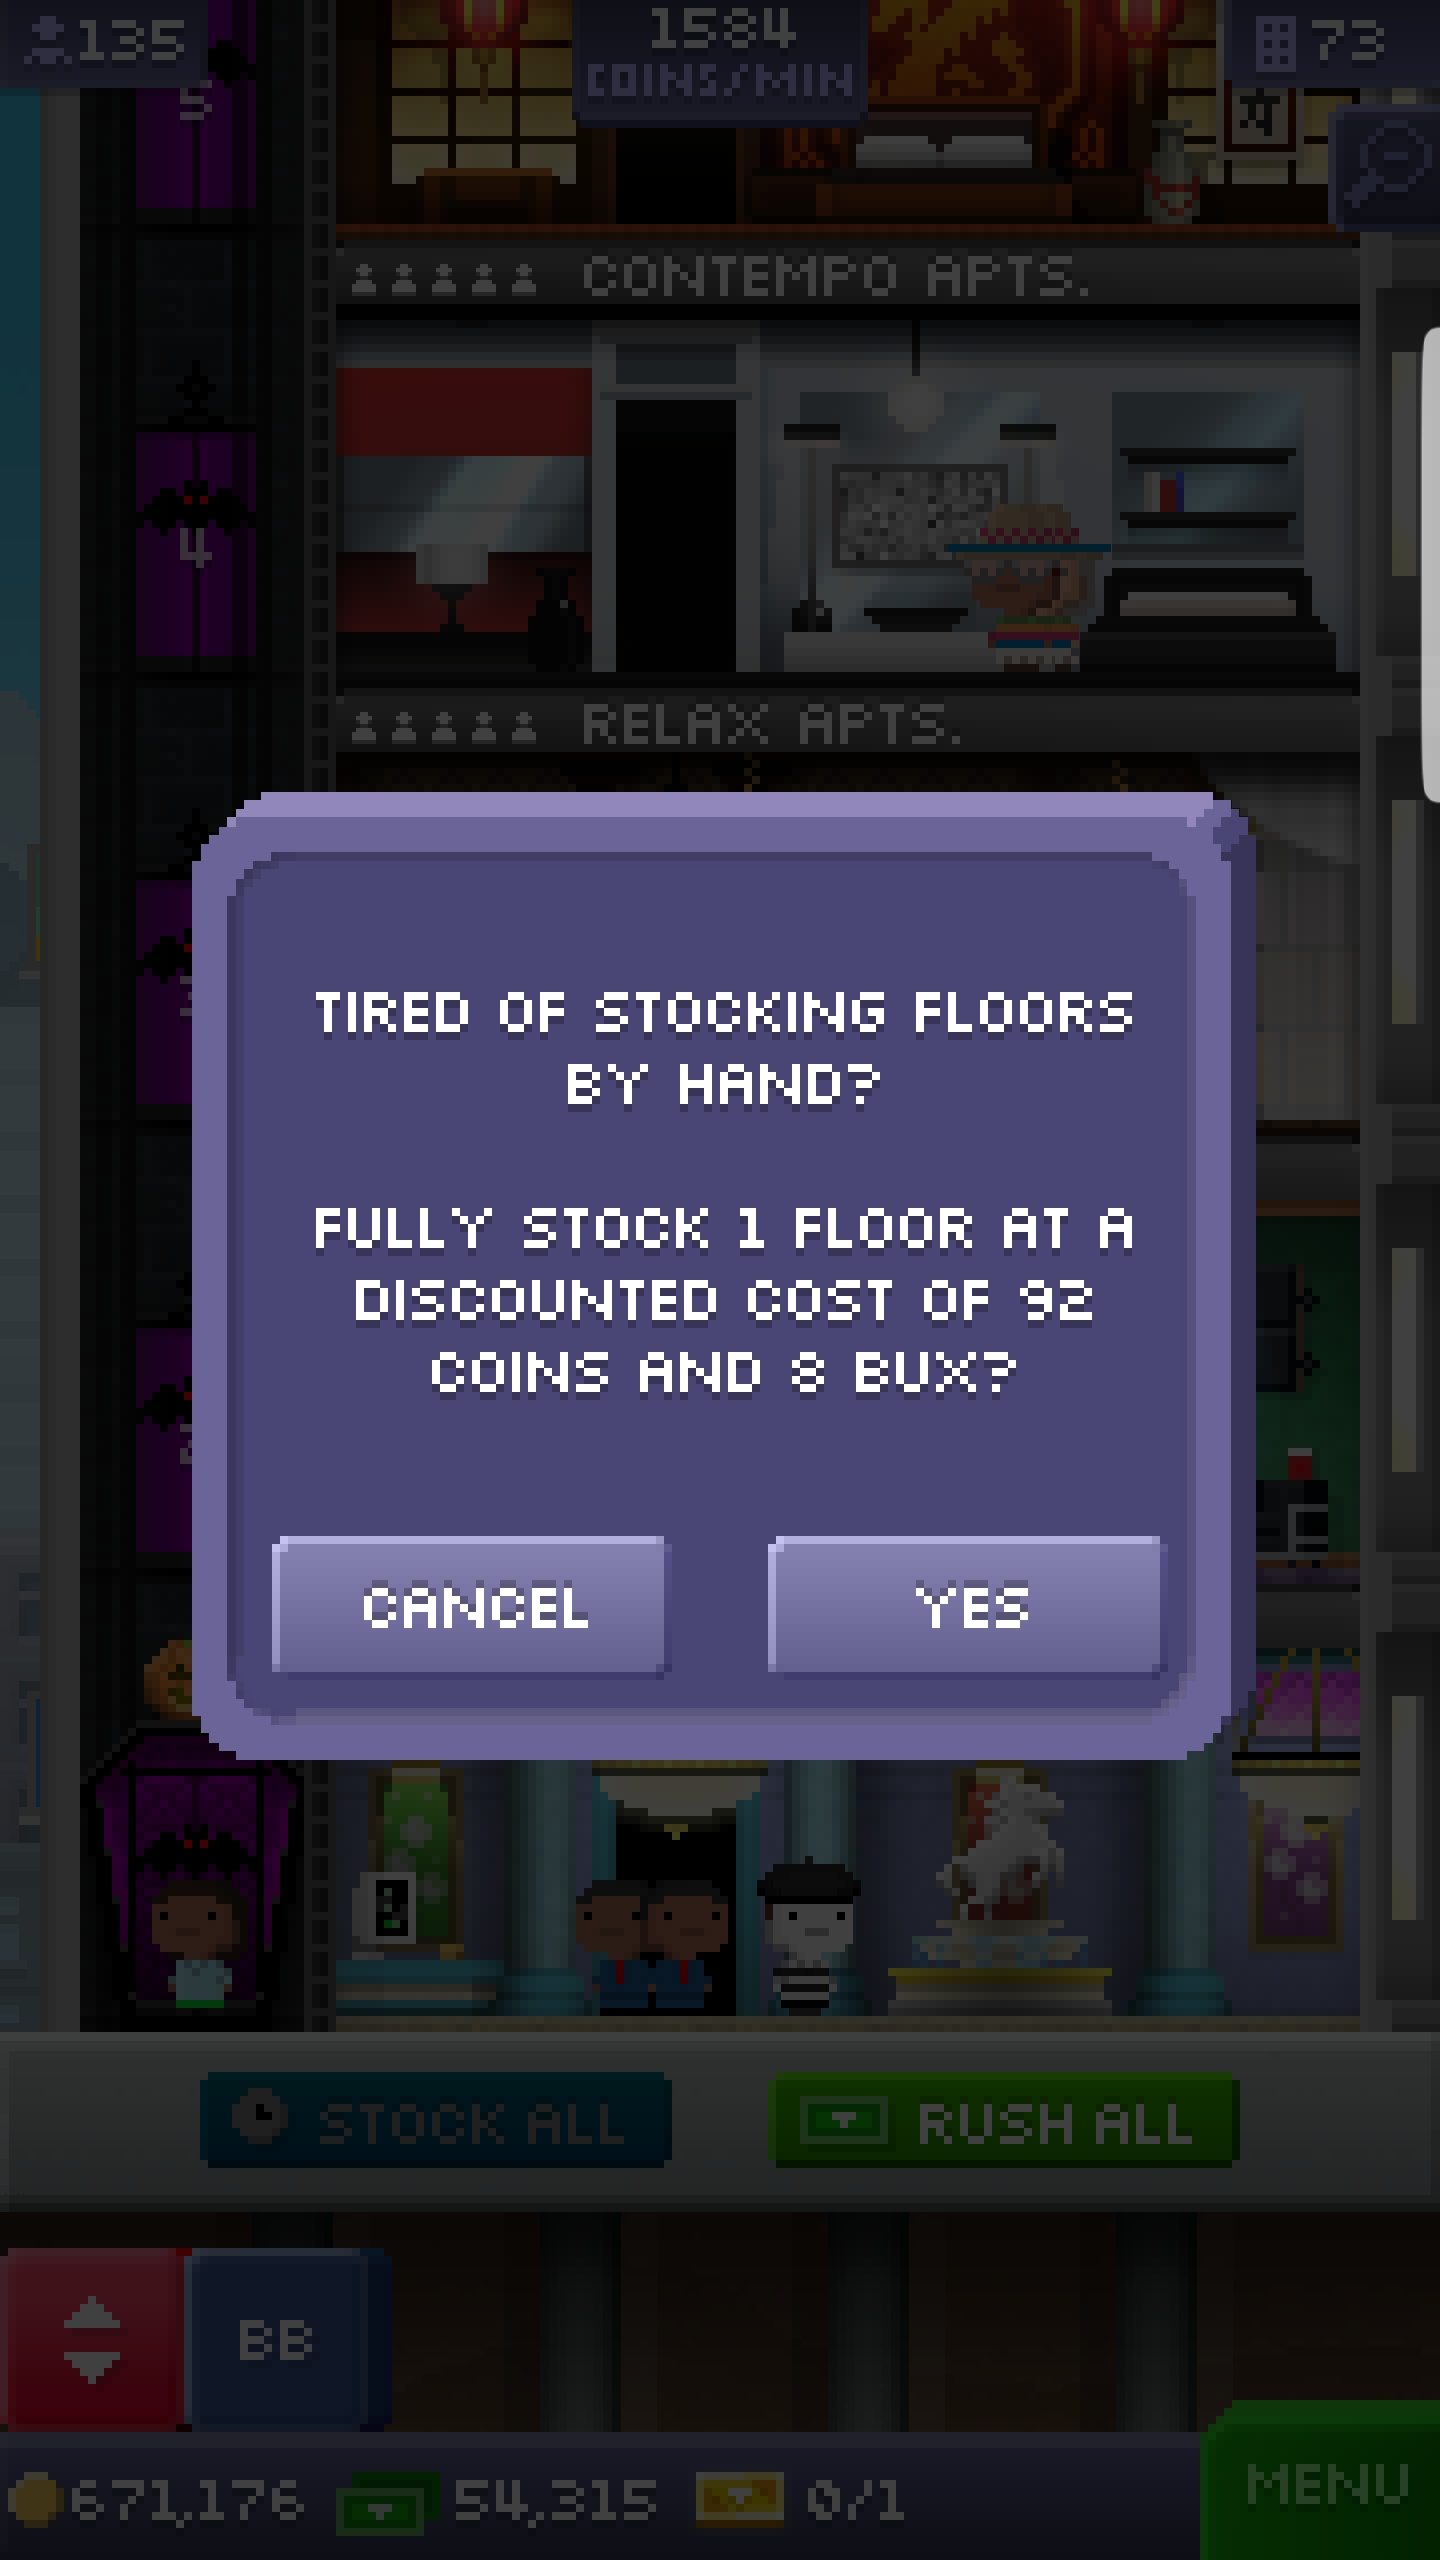 135
1584
COINS/MIN
73
5
CONTEMPO APTS.
4
RELAX APTS.
TIRED OF STOCKING FLOORS
BY HAND?
FULLY STOCK 1 FLOOR AT A
DISCOUNTED COST OF 92
COINS AND 8 BUX?
CANCEL
YES
STOCK ALL
RUSH ALL
BB
671,176
54,315
0/1
MENU